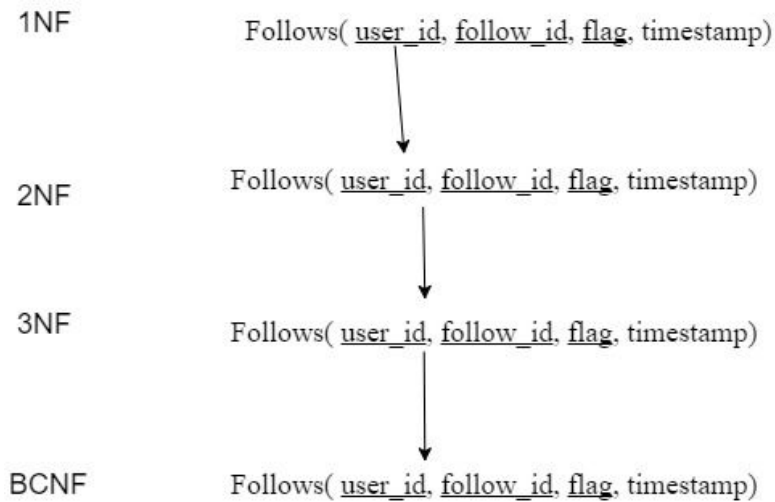 1NF Follows( user_id, follow_id, flag, timestamp)
2NF Follows( user_id, follow_id, flag, timestamp)
3NF Follows( user_id, follow_id, flag, timestamp)
BCNF Follows( user_id, follow_id, flag, timestamp)